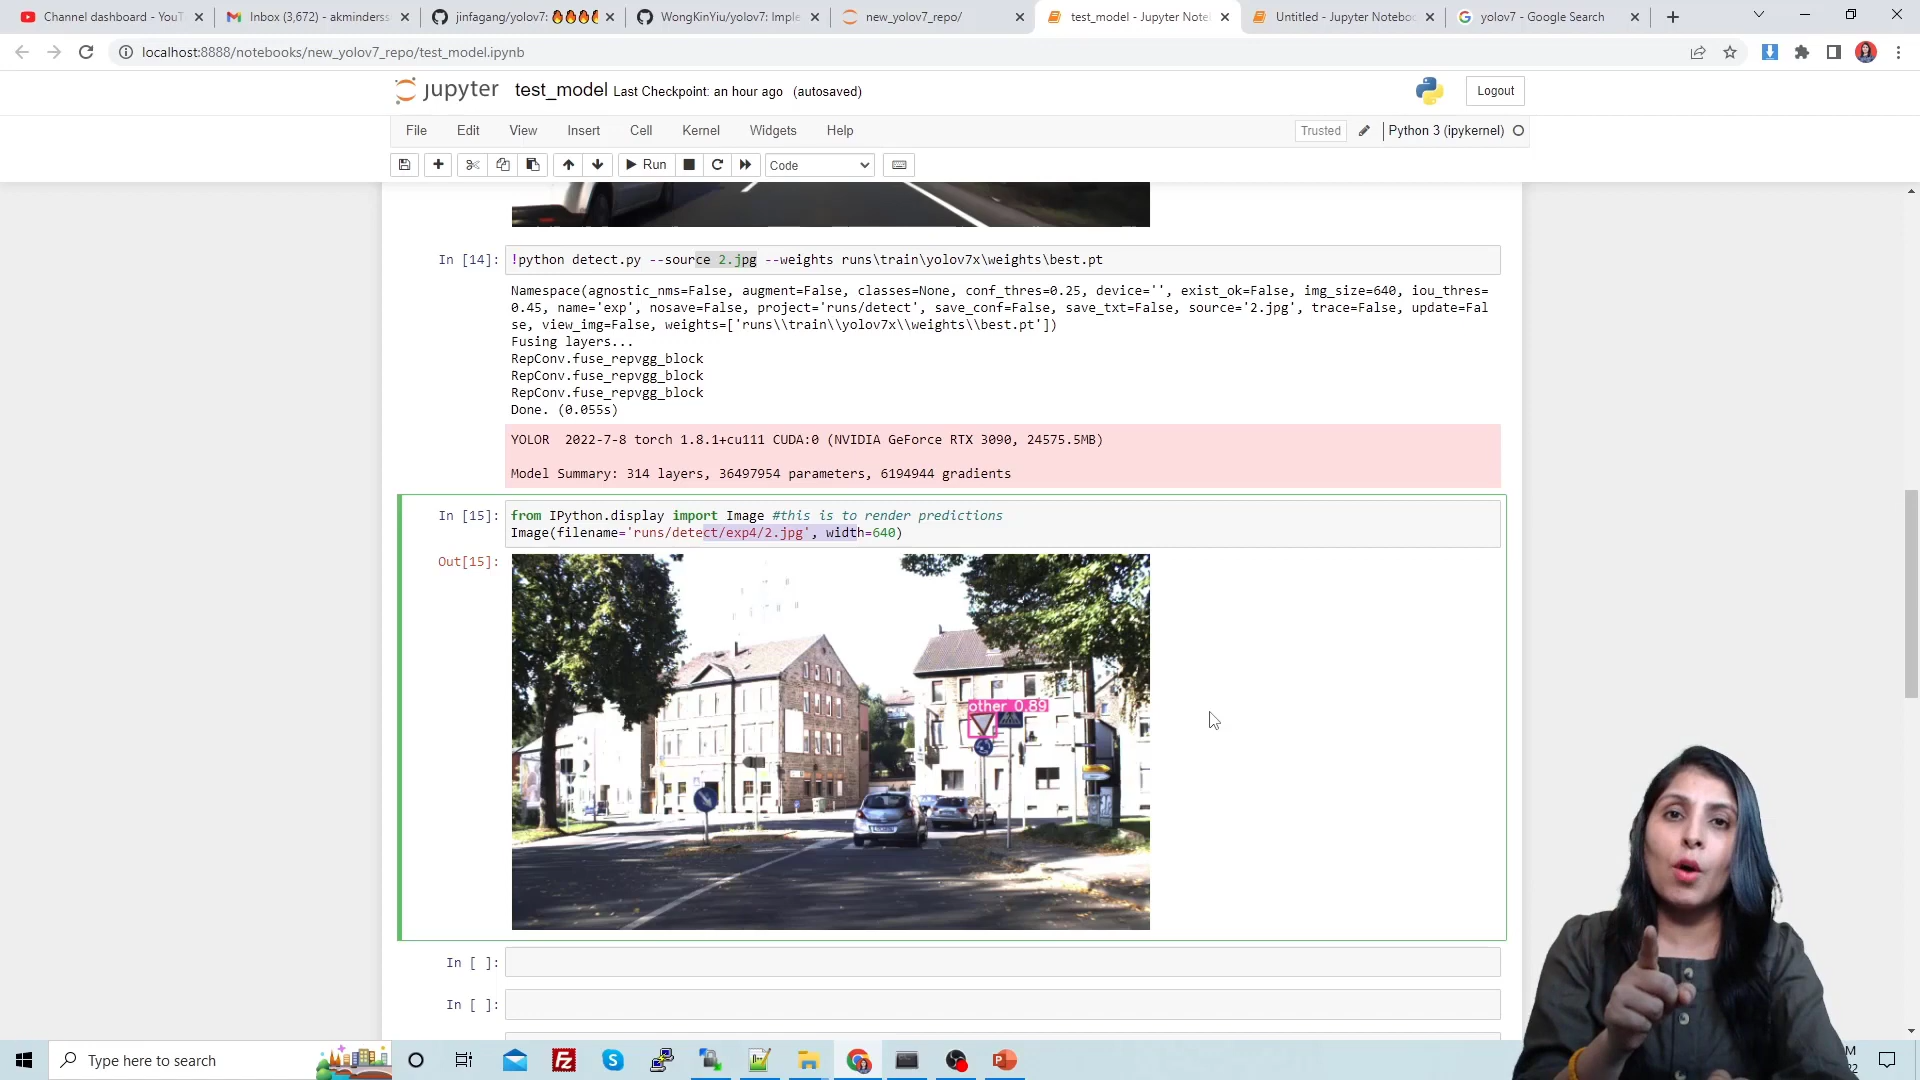 Channel dashboard - YouT
Inbox (3,672) - akminderss
jinfagang/yolov7: 🔥🔥🔥🔥
WongKinYiu/yolov7: Imple
new_yolov7_repo/
test_model - Jupyter Note
Untitled - Jupyter Noteboo
yolov7 - Google Search
localhost:8888/notebooks/new_yolov7_repo/test_model.ipynb
jupyter test_model Last Checkpoint: an hour ago (autosaved)
Logout
File Edit View Insert Cell Kernel Widgets Help
Trusted Python 3 (ipykernel)
Run Code
In [14]: !python detect.py --source 2.jpg --weights runs\train\yolov7x\weights\best.pt
Namespace(agnostic_nms=False, augment=False, classes=None, conf_thres=0.25, device='', exist_ok=False, img_size=640, iou_thres=
0.45, name='exp', nosave=False, project='runs/detect', save_conf=False, save_txt=False, source='2.jpg', trace=False, update=Fal
se, view_img=False, weights=['runs\\train\\yolov7x\\weights\\best.pt'])
Fusing layers...
RepConv.fuse_repvgg_block
RepConv.fuse_repvgg_block
RepConv.fuse_repvgg_block
Done. (0.055s)
YOLOR 2022-7-8 torch 1.8.1+cu111 CUDA:0 (NVIDIA GeForce RTX 3090, 24575.5MB)
Model Summary: 314 layers, 36497954 parameters, 6194944 gradients
In [15]: from IPython.display import Image #this is to render predictions
Image(filename='runs/detect/exp4/2.jpg', width=640)
Out[15]:
other 0.89
In [ ]:
In [ ]:
Type here to search
M
22